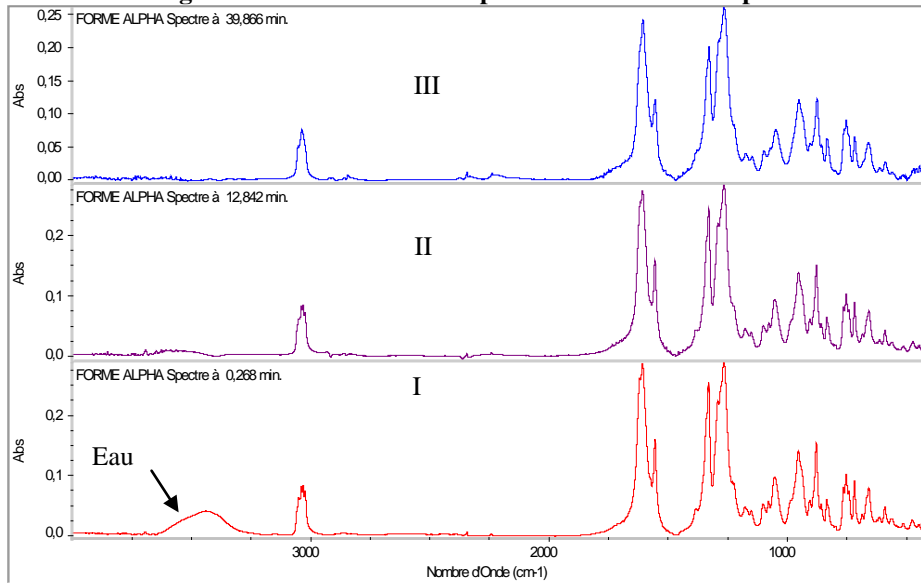 FORME ALPHA Spectre à 39,866 min.
0,25
0,20
0,15
0,10
0,05
0,00
Abs
III
FORME ALPHA Spectre à 12,842 min.
0,2
0,1
0,0
Abs
II
FORME ALPHA Spectre à 0,268 min.
0,2
0,1
0,0
Abs
I
Eau
3000
2000
1000
Nombre d'Onde (cm-1)